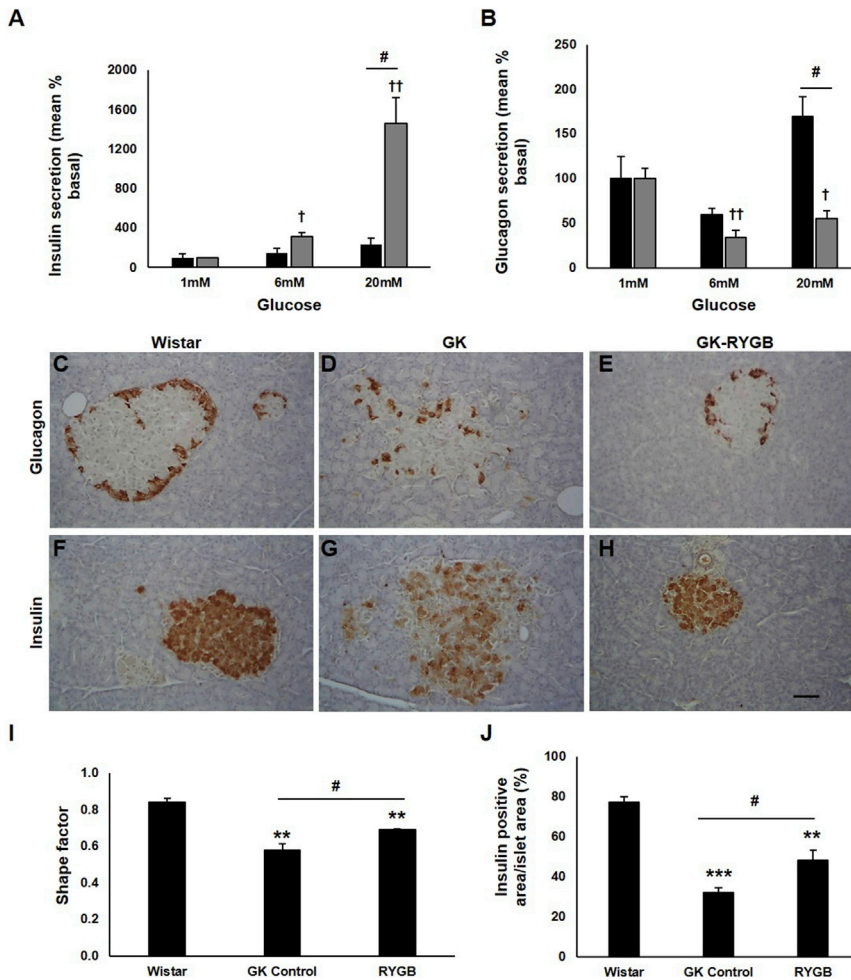 A
Insulin secretion (mean %
basal)
2000
1600
1200
800
400
0
#
††
†
1mM
6mM
20mM
Glucose
B
Glucagon secretion (mean %
basal)
250
200
150
100
50
0
#
††
†
1mM
6mM
20mM
Glucose
Wistar
GK
GK-RYGB
Glucagon
C
D
E
Insulin
F
G
H
I
Shape factor
1.0
0.8
0.6
0.4
0.2
0.0
#
**
**
Wistar
GK Control
RYGB
J
Insulin positive
area/islet area (%)
100
80
60
40
20
0
#
***
**
Wistar
GK Control
RYGB